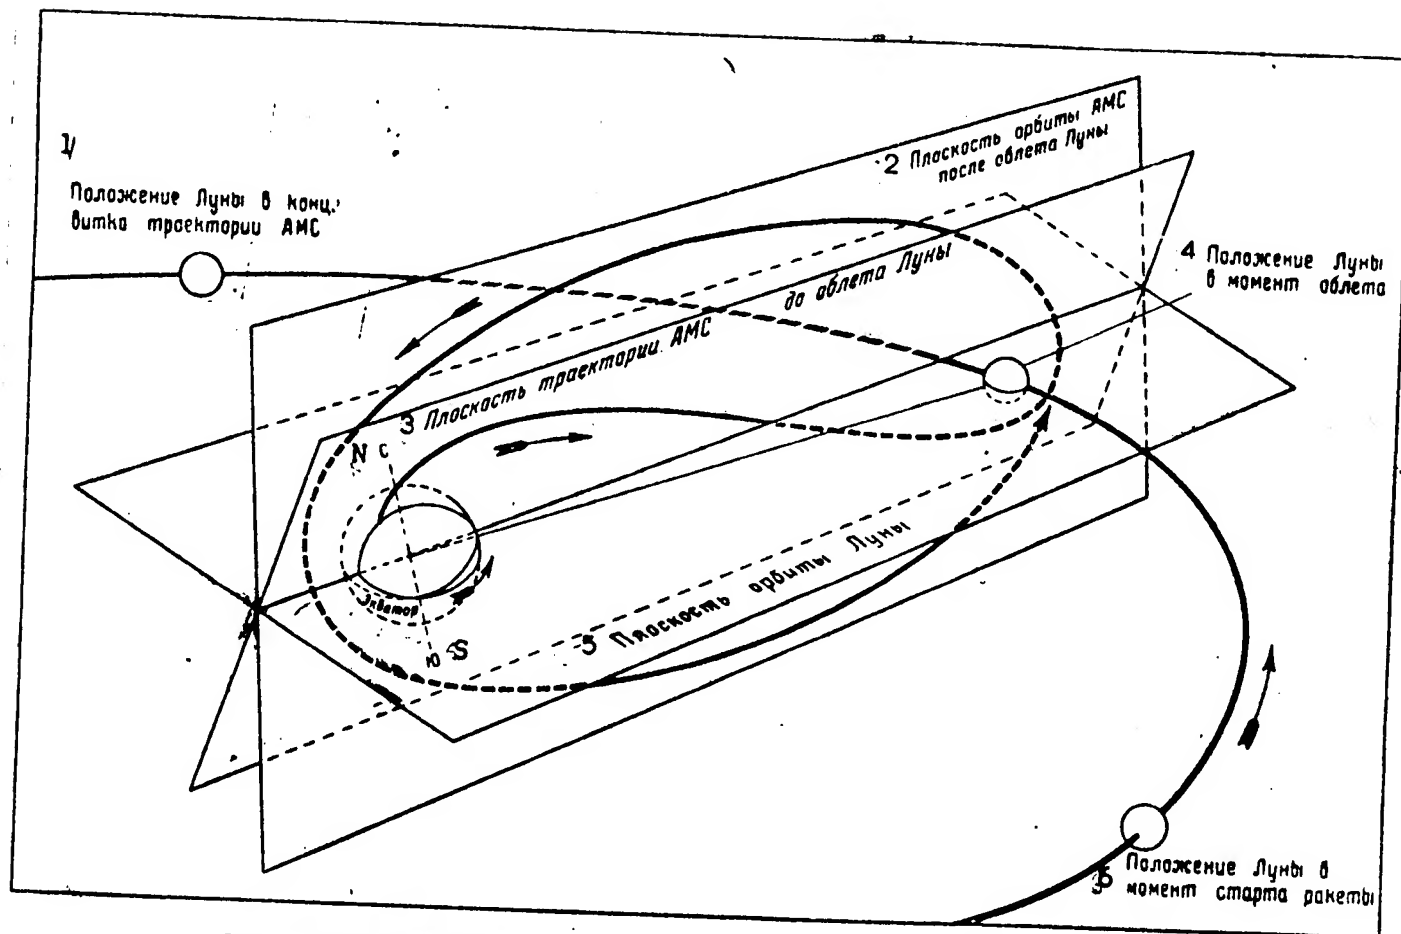 1
Положение Луны в конц.
витка траектории АМС
2 Плоскость орбиты АМС
после облета Луны
4 Положение Луны
в момент облета
3 Плоскость траектории АМС до облета Луны
N С
Экватор
Ю S
5 Плоскость орбиты Луны
Положение Луны в
момент старта ракеты